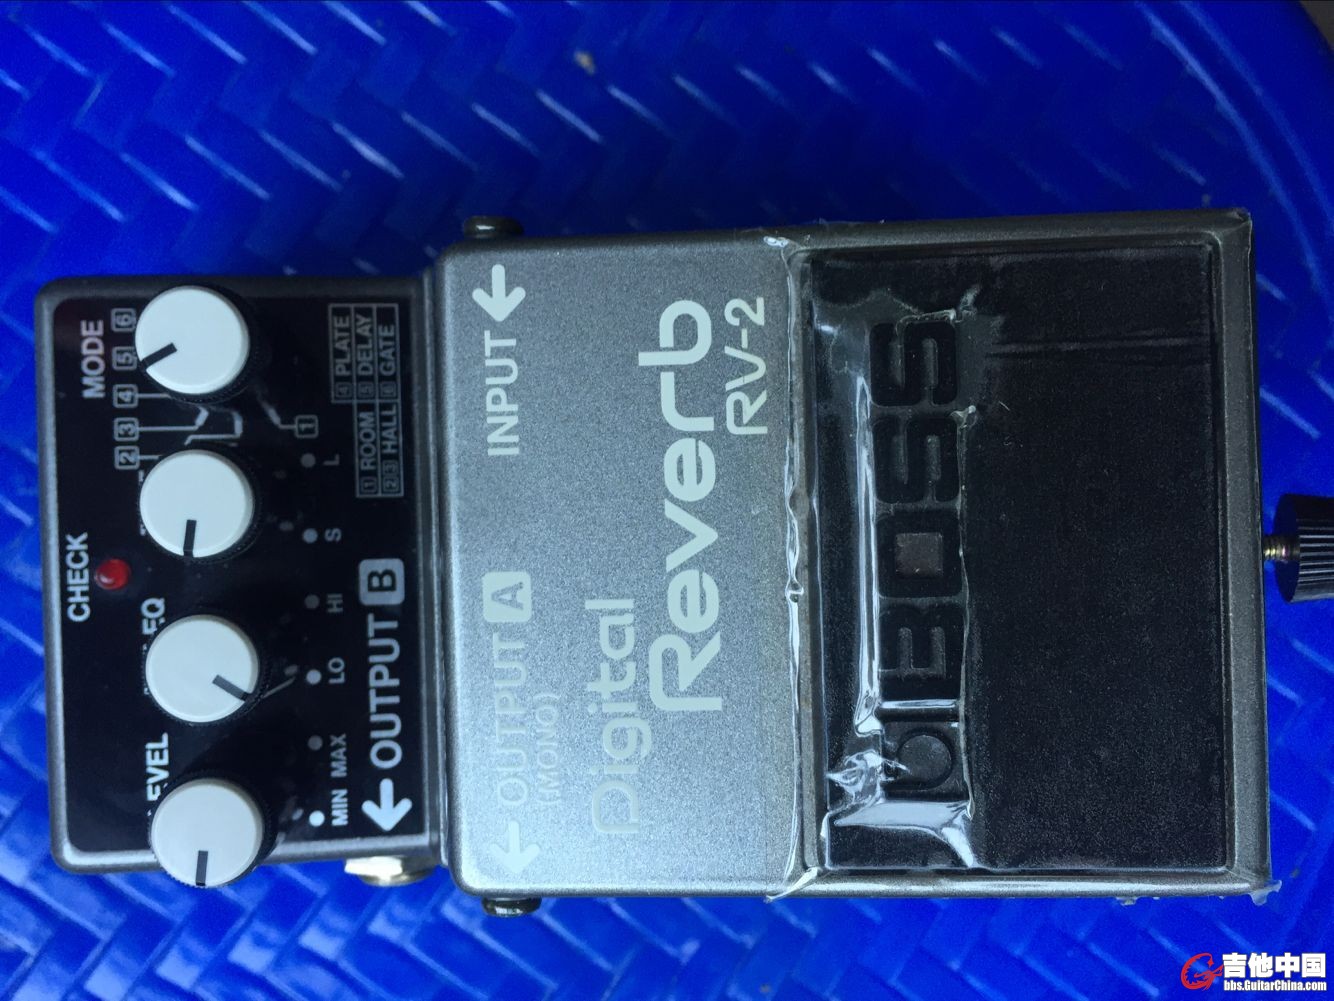 CHECK
LEVEL
EQ
MODE
2 3 4 5 6
1
MIN MAX
LO HI
S L
1 ROOM 4 PLATE
2 3 HALL 5 DELAY
6 GATE
OUTPUT B
OUTPUT A
(MONO)
INPUT
Digital
Reverb
RV-2
BOSS
吉他中国
bbs.GuitarChina.com